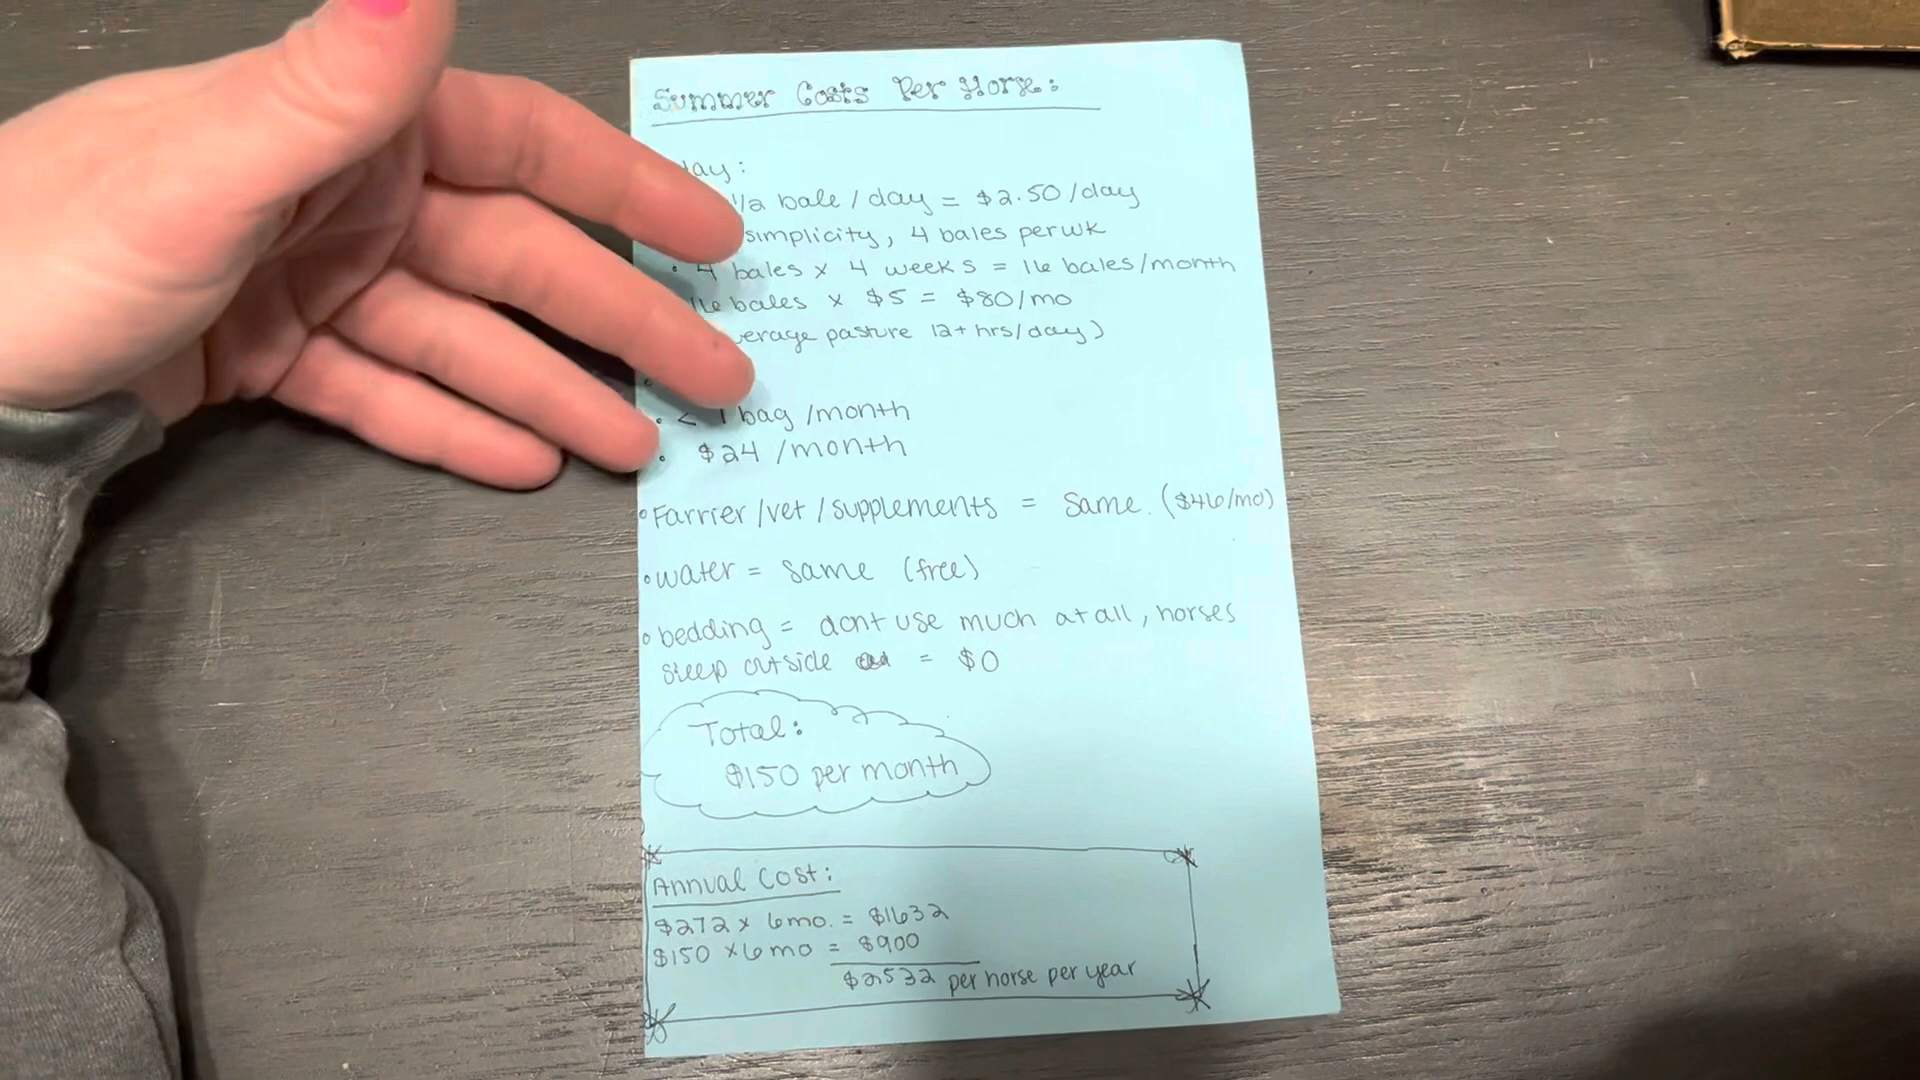 Summer Costs Per Horse:
1/2 bale / day = $2.50 /day
simplicity, 4 bales per wk
• 4 bales x 4 weeks = 16 bales/month
16 bales x $5 = $80/mo
pasture 12+ hrs/day)
• < 1 bag /month
• $24 /month
• Farrier /vet / supplements = Same. ($46/mo)
• water = same (free)
• bedding = dont use much at all, horses
sleep outside = $0
Total:
$150 per month
Annual Cost:
$272 x 6 mo. = $1632
$150 x 6 mo = $900
$2532 per horse per year